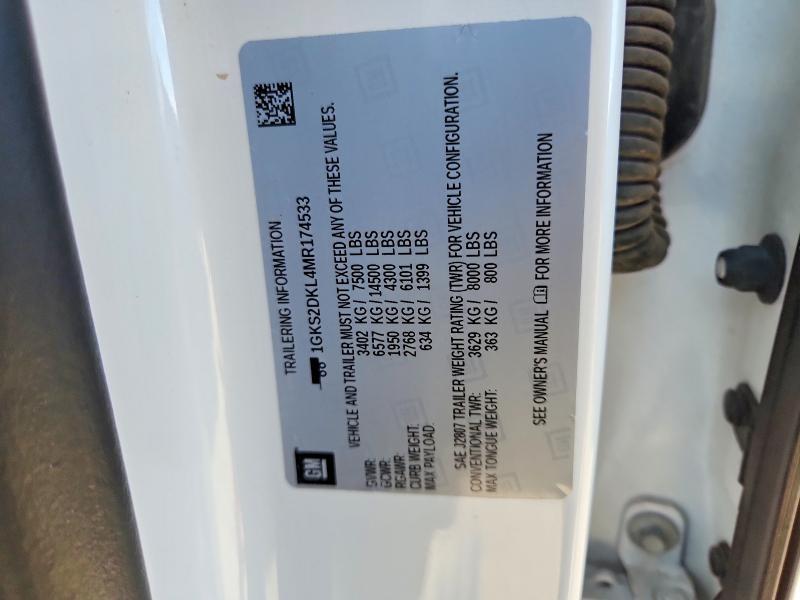 GM
TRAILERING INFORMATION
1GKS2DKL4MR174533
VEHICLE AND TRAILER MUST NOT EXCEED ANY OF THESE VALUES.
GVWR: 3402 KG / 7500 LBS
GCWR: 6577 KG / 14500 LBS
RGAWR: 1950 KG / 4300 LBS
CURB WEIGHT: 2768 KG / 6101 LBS
MAX PAYLOAD: 634 KG / 1399 LBS
SAE J2807 TRAILER WEIGHT RATING (TWR) FOR VEHICLE CONFIGURATION.
CONVENTIONAL TWR: 3629 KG / 8000 LBS
MAX TONGUE WEIGHT: 363 KG / 800 LBS
SEE OWNER'S MANUAL FOR MORE INFORMATION